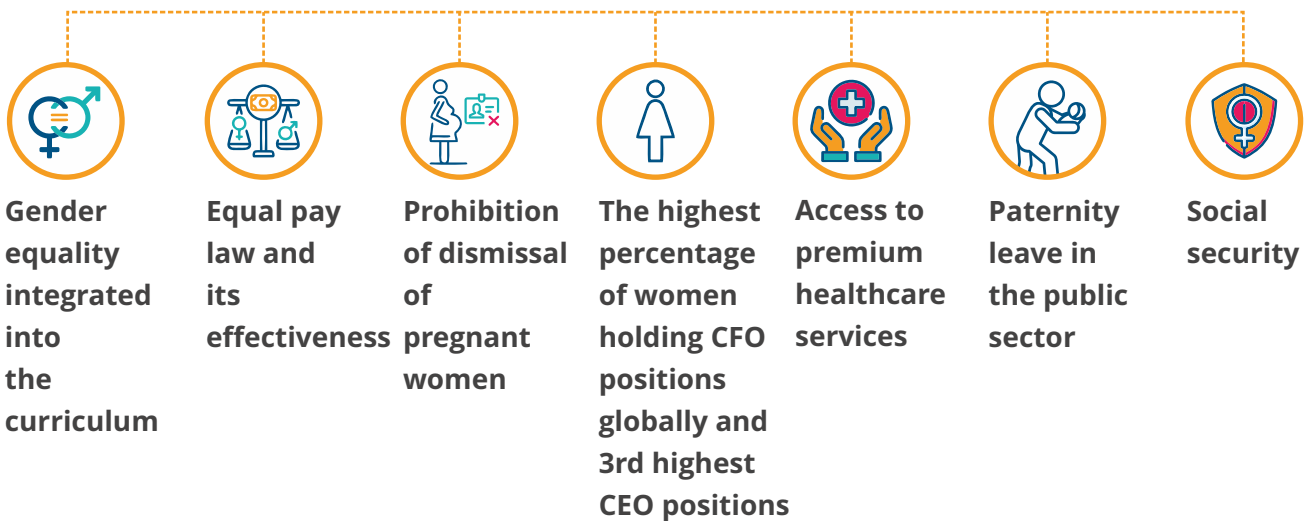 Gender
equality
integrated
into
the
curriculum
Equal pay
law and
its
effectiveness
Prohibition
of dismissal
of
pregnant
women
The highest
percentage
of women
holding CFO
positions
globally and
3rd highest
CEO positions
Access to
premium
healthcare
services
Paternity
leave in
the public
sector
Social
security